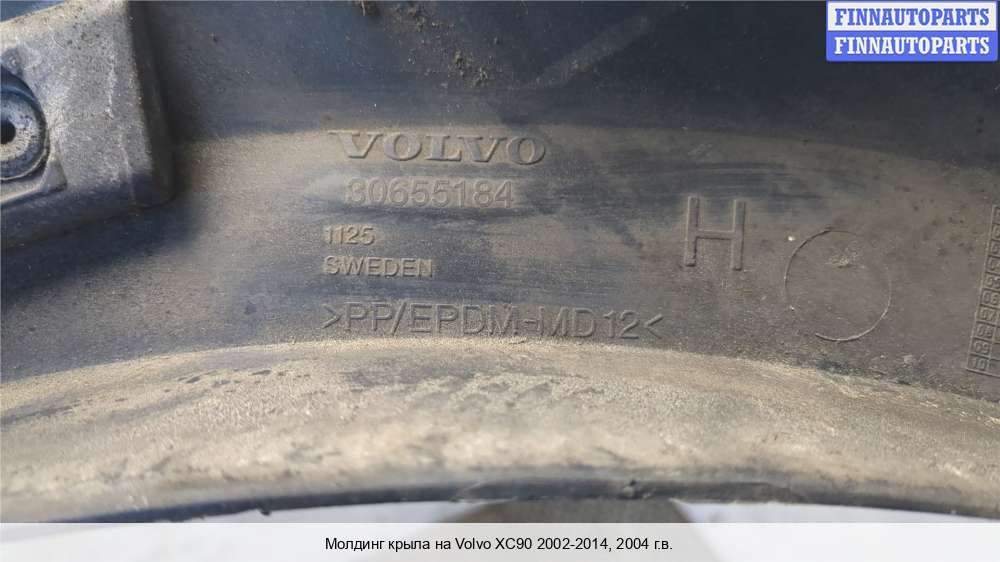 FINNAUTOPARTS
FINNAUTOPARTS
VOLVO
30655184
1125
SWEDEN
H
>PP/EPDM-MD12<
Молдинг крыла на Volvo XC90 2002-2014, 2004 г.в.